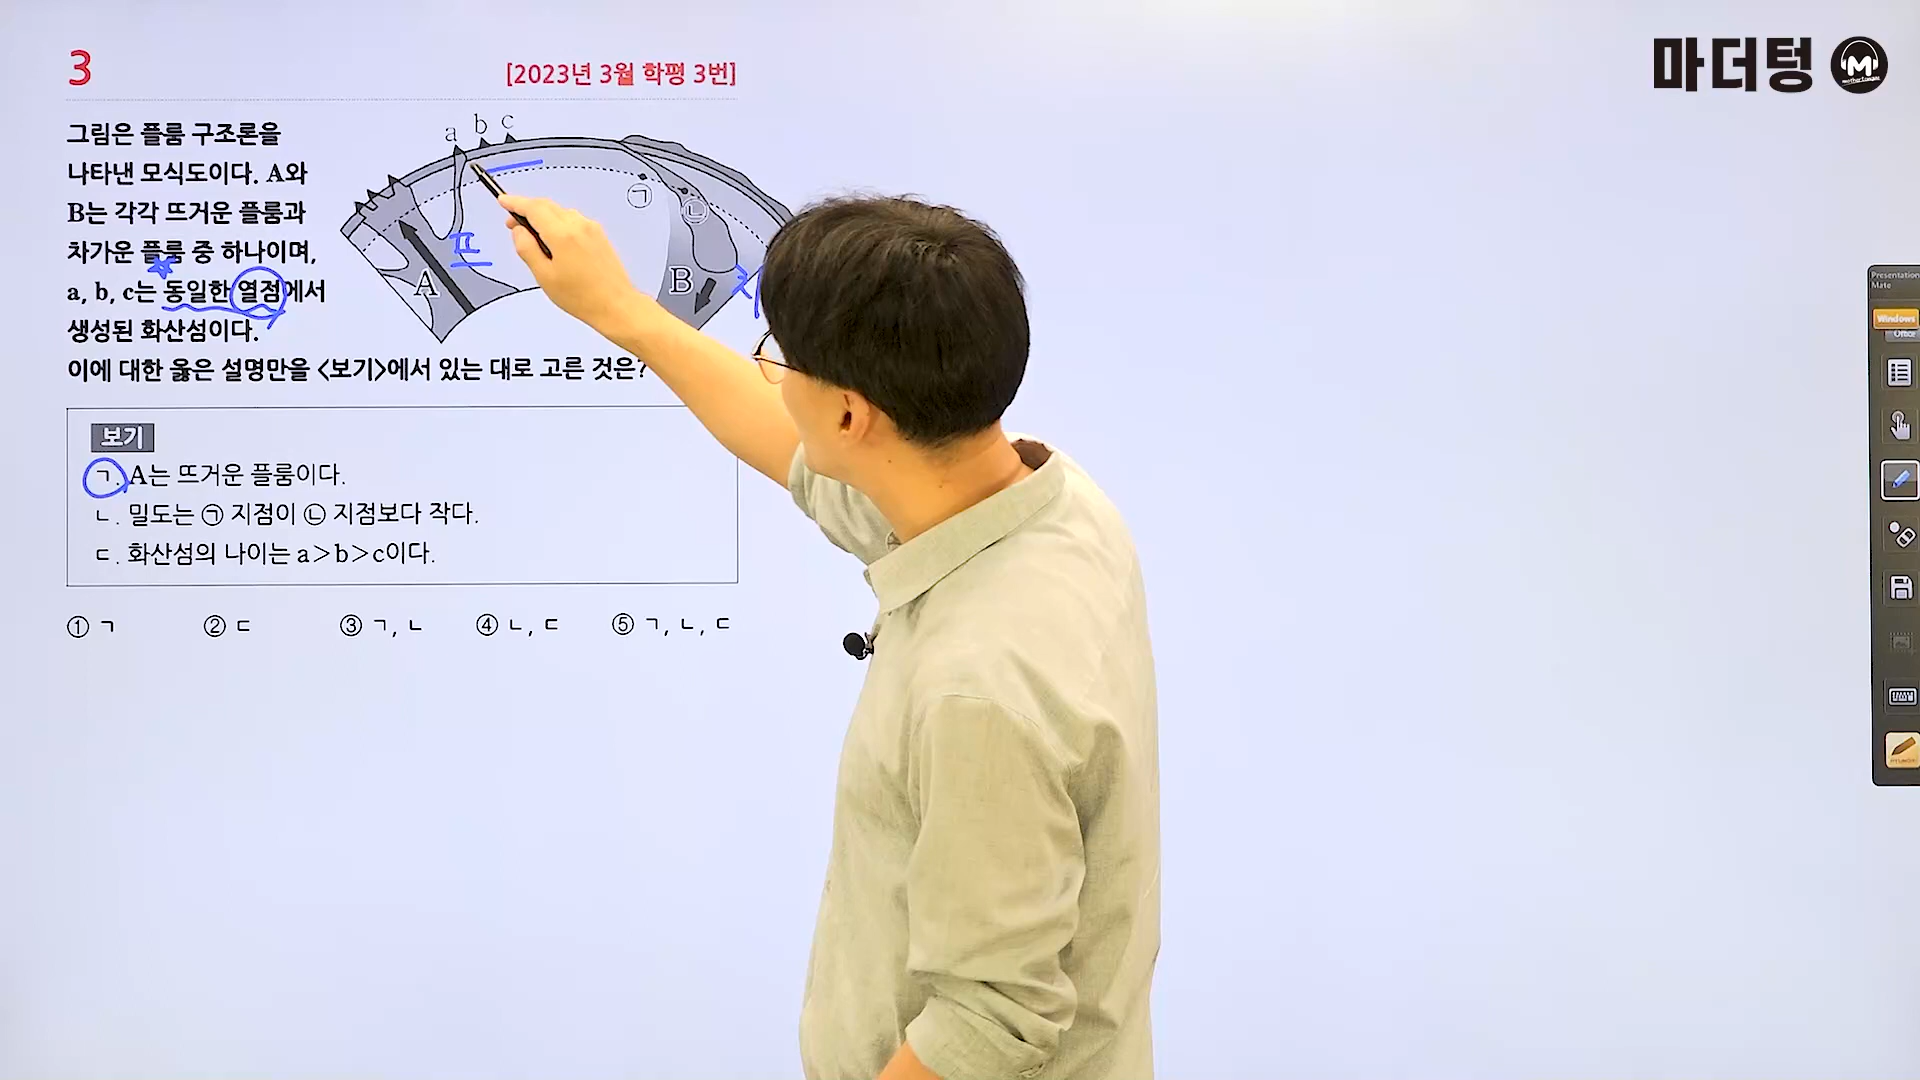 마더텅
M
3
[2023년 3월 학평 3번]
그림은 플룸 구조론을
나타낸 모식도이다. A와
B는 각각 뜨거운 플룸과
차가운 플룸 중 하나이며,
a, b, c는 동일한 열점에서
생성된 화산섬이다.
이에 대한 옳은 설명만을 <보기>에서 있는 대로 고른 것은?
a b c
㉠
㉡
A
프
B
차
보기
ㄱ. A는 뜨거운 플룸이다.
ㄴ. 밀도는 ㉠ 지점이 ㉡ 지점보다 작다.
ㄷ. 화산섬의 나이는 a>b>c이다.
① ㄱ ② ㄷ ③ ㄱ, ㄴ ④ ㄴ, ㄷ ⑤ ㄱ, ㄴ, ㄷ
Presentation
Mate
Windows
Office